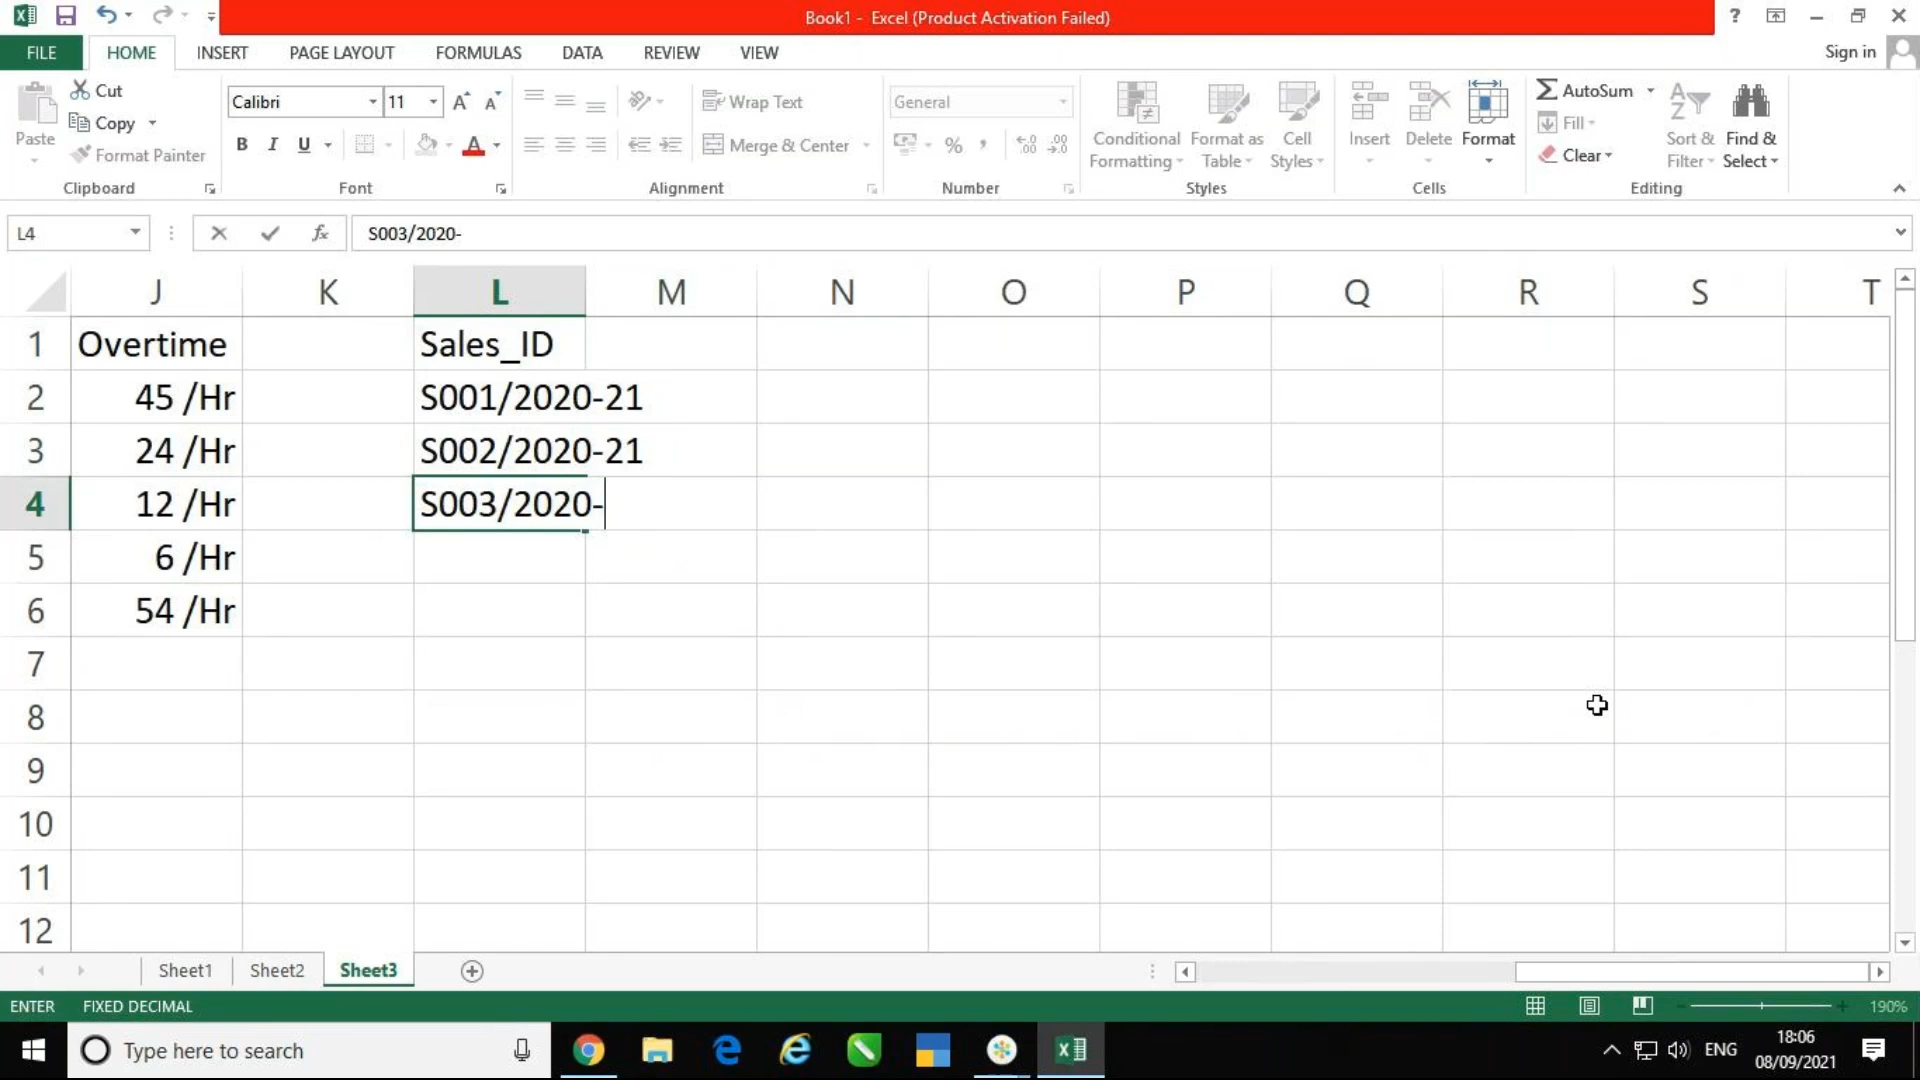 Book1 - Excel (Product Activation Failed)
?
FILE
HOME
INSERT
PAGE LAYOUT
FORMULAS
DATA
REVIEW
VIEW
Sign in
Paste
Cut
Copy
Format Painter
Clipboard
Calibri
11
B I U
Font
Wrap Text
Merge & Center
Alignment
General
%
Number
Conditional
Formatting
Format as
Table
Cell
Styles
Styles
Insert
Delete
Format
Cells
AutoSum
Fill
Clear
Sort &
Filter
Find &
Select
Editing
L4
fx
S003/2020-
J K L M N O P Q R S T
1 Overtime Sales_ID
2 45 /Hr S001/2020-21
3 24 /Hr S002/2020-21
4 12 /Hr S003/2020-
5 6 /Hr
6 54 /Hr
7
8
9
10
11
12
Sheet1 Sheet2 Sheet3
ENTER FIXED DECIMAL
190%
Type here to search
ENG
18:06
08/09/2021